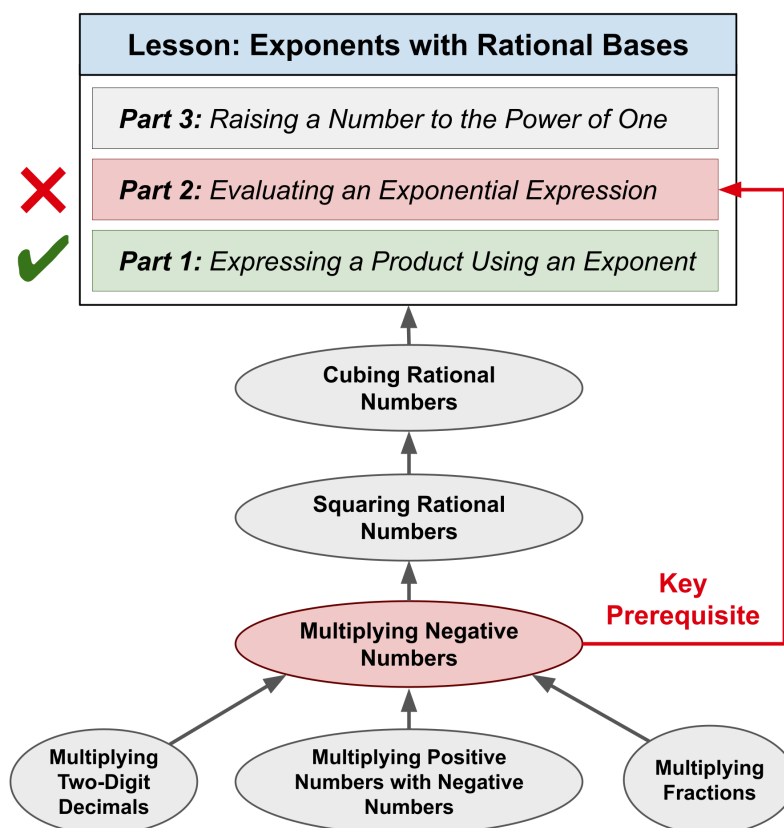 Lesson: Exponents with Rational Bases
Part 3: Raising a Number to the Power of One
Part 2: Evaluating an Exponential Expression
Part 1: Expressing a Product Using an Exponent
Cubing Rational
Numbers
Squaring Rational
Numbers
Key
Prerequisite
Multiplying Negative
Numbers
Multiplying
Two-Digit
Decimals
Multiplying Positive
Numbers with Negative
Numbers
Multiplying
Fractions